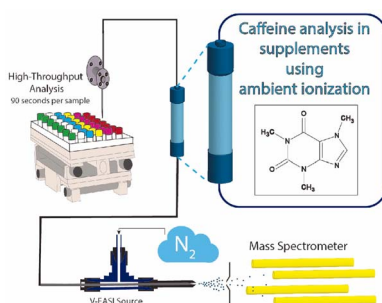 Caffeine analysis in
supplements
using
ambient ionization
High-Throughput
Analysis
90 seconds per sample
O
CH₃
H₃C
N
N
O
N
N
CH₃
N₂
Mass Spectrometer
V-EASI Source